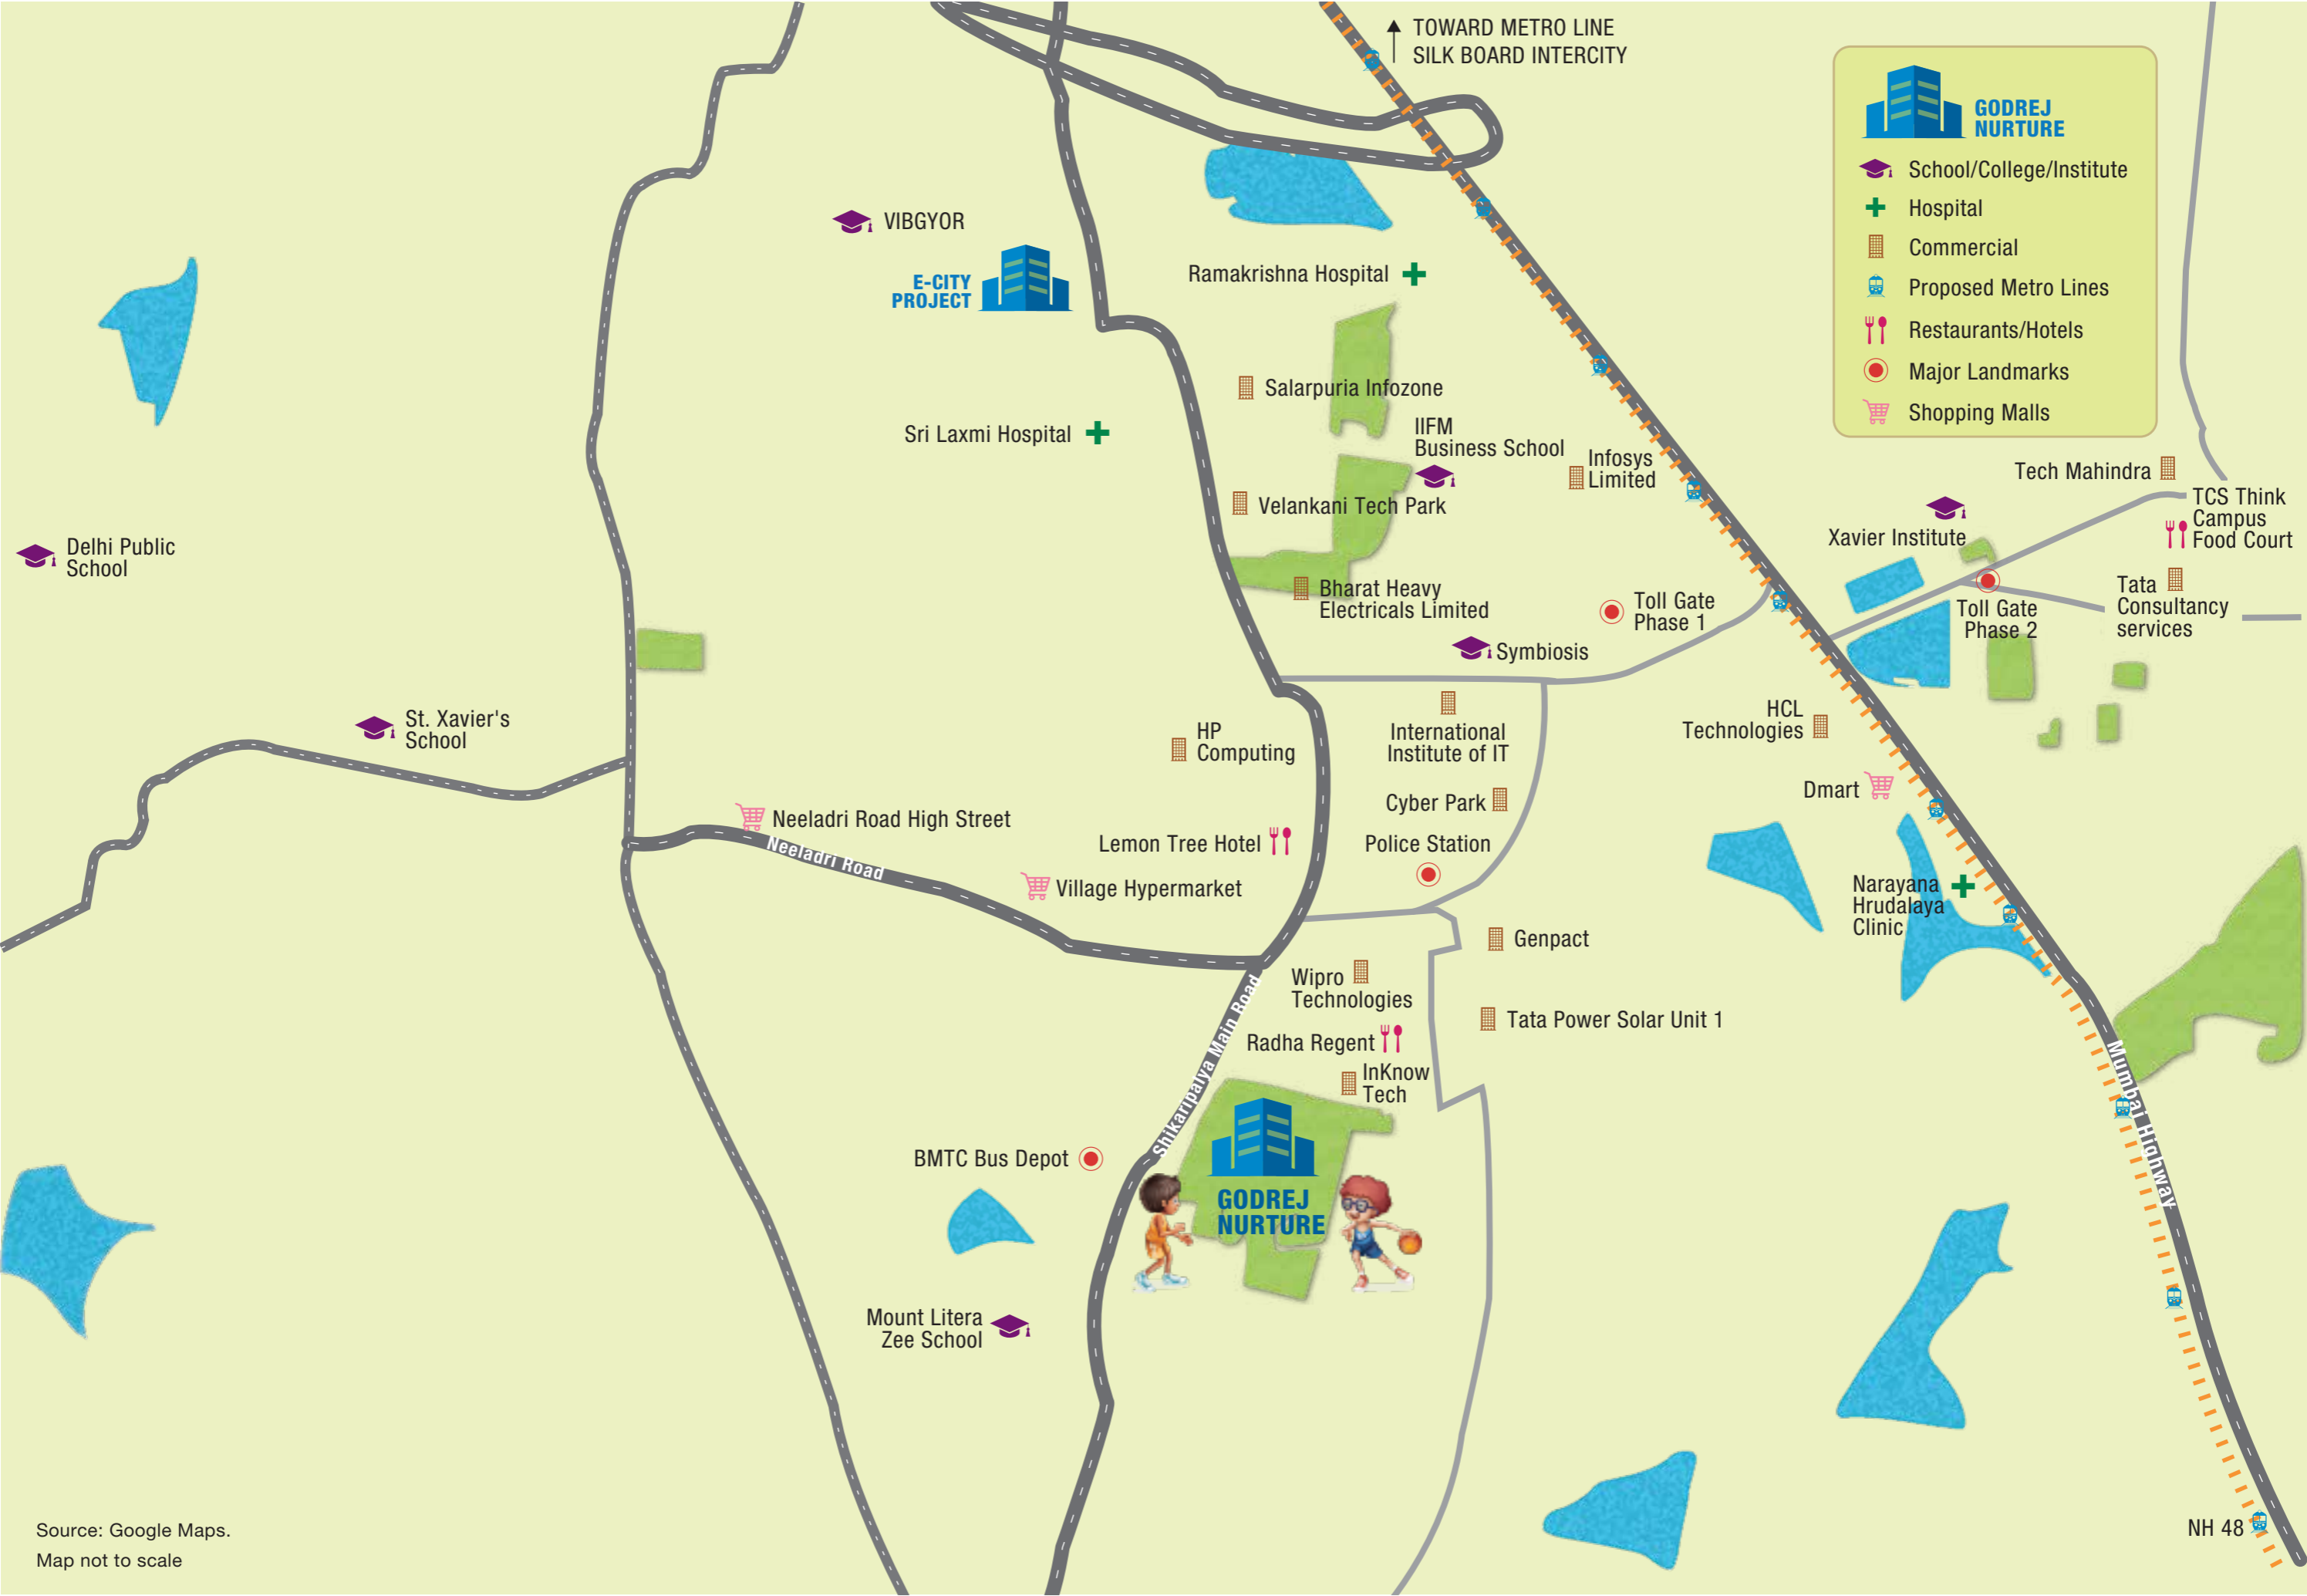 TOWARD METRO LINE
SILK BOARD INTERCITY
GODREJ
NURTURE
School/College/Institute
Hospital
Commercial
Proposed Metro Lines
Restaurants/Hotels
Major Landmarks
Shopping Malls
VIBGYOR
E-CITY
PROJECT
Ramakrishna Hospital
Salarpuria Infozone
Sri Laxmi Hospital
IIFM
Business School
Infosys
Limited
Velankani Tech Park
Tech Mahindra
TCS Think
Campus
Food Court
Xavier Institute
Delhi Public
School
Bharat Heavy
Electricals Limited
Toll Gate
Phase 1
Toll Gate
Phase 2
Tata
Consultancy
services
Symbiosis
St. Xavier's
School
HP
Computing
International
Institute of IT
HCL
Technologies
Cyber Park
Dmart
Neeladri Road High Street
Neeladri Road
Lemon Tree Hotel
Police Station
Village Hypermarket
Narayana
Hrudalaya
Clinic
Genpact
Wipro
Technologies
Tata Power Solar Unit 1
Radha Regent
InKnow
Tech
Shikaripalya Main Road
Mumbai Highway
BMTC Bus Depot
GODREJ
NURTURE
Mount Litera
Zee School
NH 48
Source: Google Maps.
Map not to scale